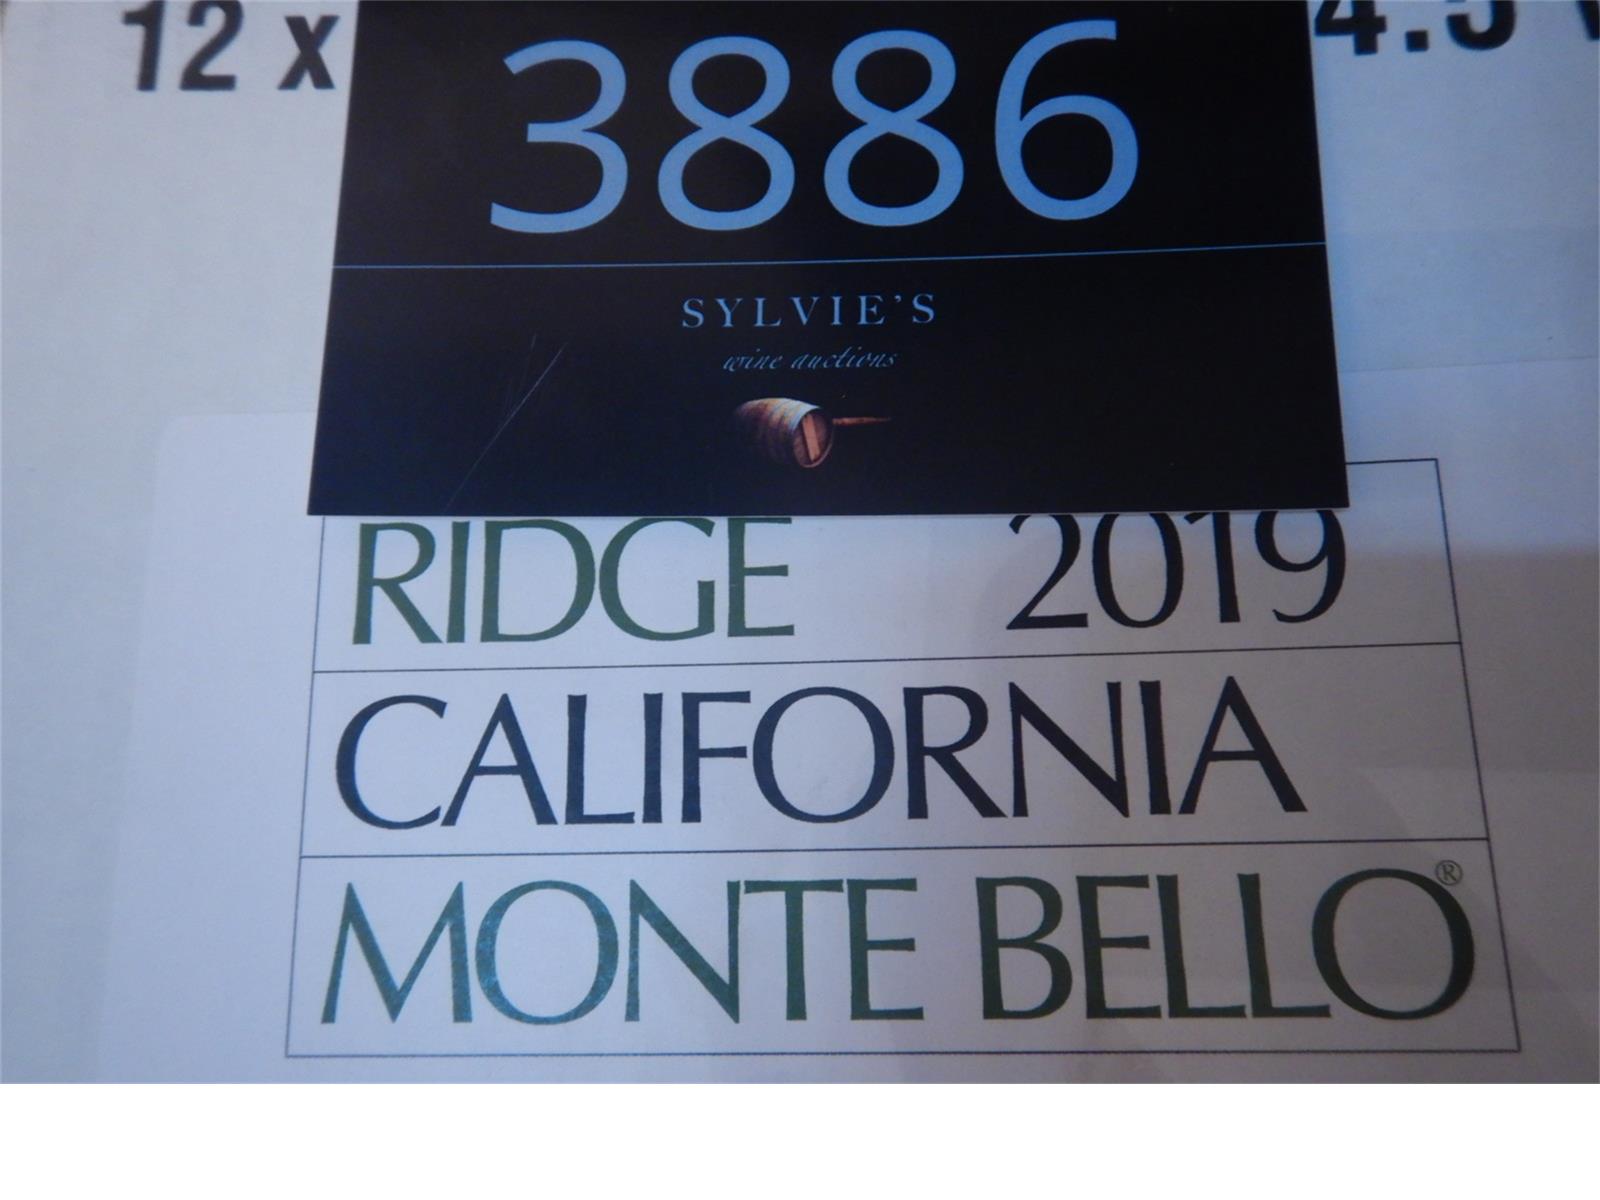 12 x
3886
SYLVIE'S
wine auctions
RIDGE 2019
CALIFORNIA
MONTE BELLO®